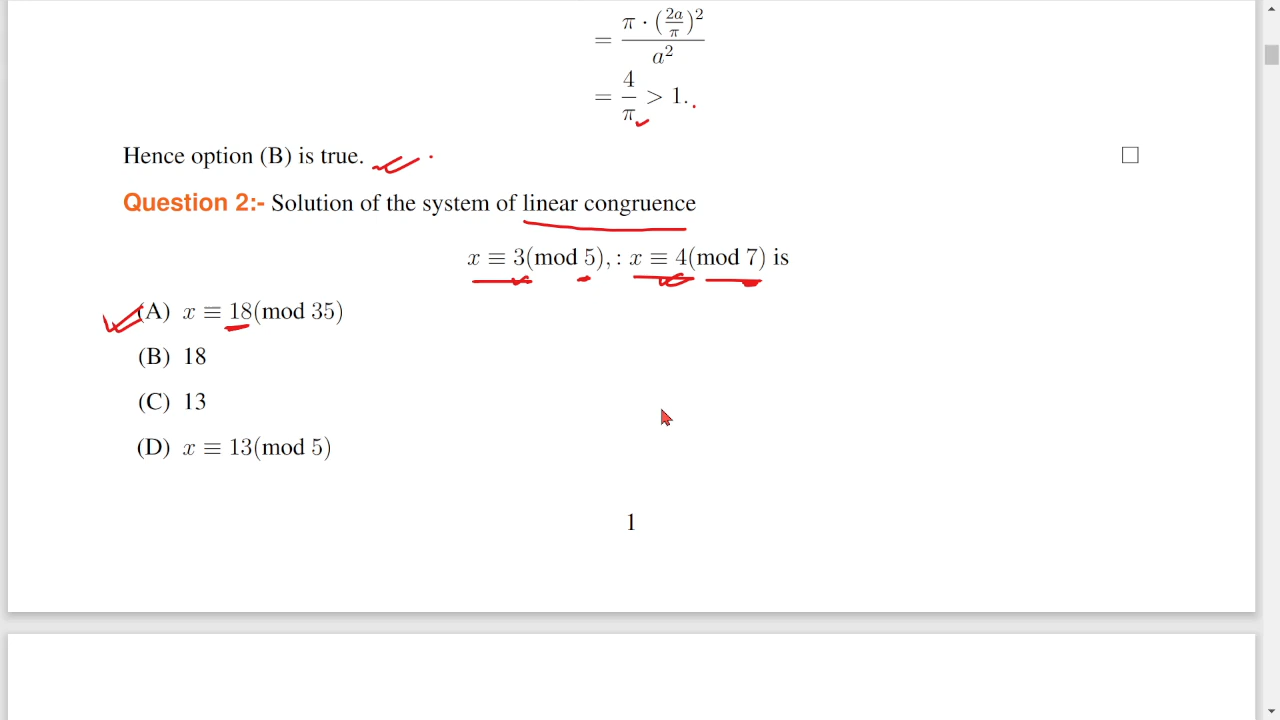 = π · (2a/π)² / a²
= 4/π > 1.
Hence option (B) is true. □
Question 2:- Solution of the system of linear congruence
x ≡ 3(mod 5), : x ≡ 4(mod 7) is
(A) x ≡ 18(mod 35)
(B) 18
(C) 13
(D) x ≡ 13(mod 5)
1